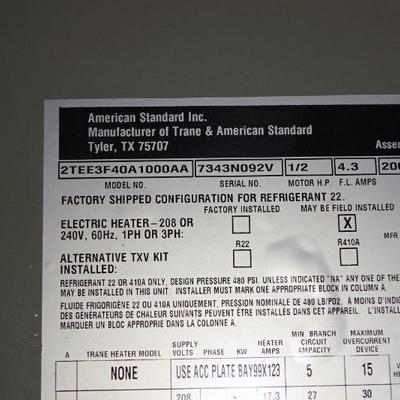 American Standard Inc.
Manufacturer of Trane & American Standard
Tyler, TX 75707
2TEE3F40A1000AA 7343N092V 1/2 4.3
MODEL NO. SERIAL NO. MOTOR H.P. F.L. AMPS
FACTORY SHIPPED CONFIGURATION FOR REFRIGERANT 22.
FACTORY INSTALLED MAY BE FIELD INSTALLED
ELECTRIC HEATER-208 OR
240V, 60Hz, 1PH OR 3PH: X MFR
R22 R410A
ALTERNATIVE TXV KIT
INSTALLED:
REFRIGERANT 22 OR 410A ONLY, DESIGN PRESSURE 480 PSI. UNLESS INDICATED "NA" ANY ONE OF THE
MAY BE INSTALLED IN THIS UNIT. INSTALLER MUST MARK APPROPRIATE BLOCK IN COLUMN A.
FLUIDE FRIGORIGÈNE 22 OU 410A UNIQUEMENT, PRESSION NOMINALE DE 480 LB/PO2. À MOINS D'INDI
DES GÉNÉRATEURS DE CHALEUR SUIVANTS PEUVENT ÊTRE INSTALLÉS DANS CET APPAREIL.
MARQUER UN BLOC APPROPRIÉ DANS LA COLONNE A.
A TRANE HEATER MODEL SUPPLY VOLTS PHASE KW HEATER AMPS MIN BRANCH CIRCUIT AMPACITY MAXIMUM OVERCURRENT DEVICE
NONE USE ACC PLATE BAY99X123 5 15
208 17.3 27 30